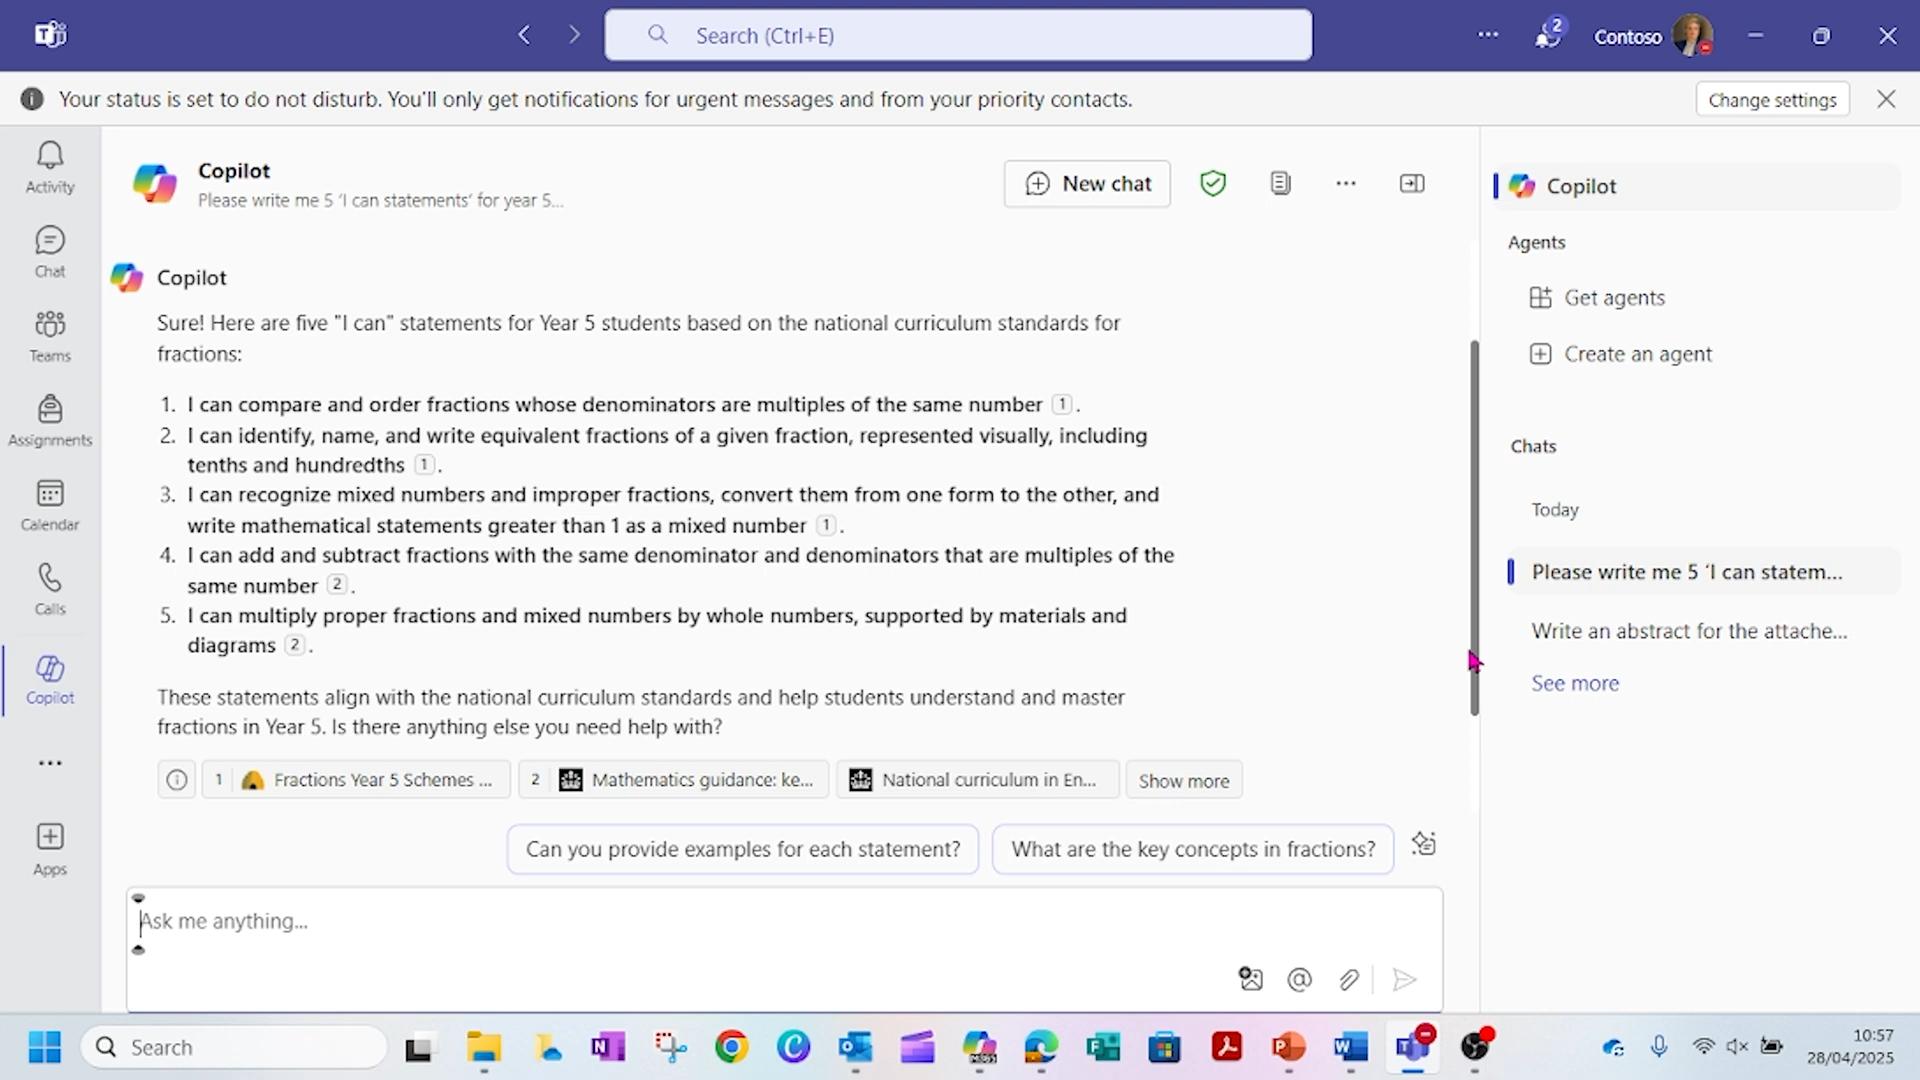 Search (Ctrl+E)
2
Contoso
Your status is set to do not disturb. You'll only get notifications for urgent messages and from your priority contacts.
Change settings
Activity
Chat
Teams
Assignments
Calendar
Calls
Copilot
Apps
Copilot
Please write me 5 'I can statements' for year 5...
New chat
Copilot
Sure! Here are five "I can" statements for Year 5 students based on the national curriculum standards for
fractions:
1. I can compare and order fractions whose denominators are multiples of the same number 1 .
2. I can identify, name, and write equivalent fractions of a given fraction, represented visually, including
tenths and hundredths 1 .
3. I can recognize mixed numbers and improper fractions, convert them from one form to the other, and
write mathematical statements greater than 1 as a mixed number 1 .
4. I can add and subtract fractions with the same denominator and denominators that are multiples of the
same number 2 .
5. I can multiply proper fractions and mixed numbers by whole numbers, supported by materials and
diagrams 2 .
These statements align with the national curriculum standards and help students understand and master
fractions in Year 5. Is there anything else you need help with?
1 Fractions Year 5 Schemes ...
2 Mathematics guidance: ke...
National curriculum in En...
Show more
Can you provide examples for each statement?
What are the key concepts in fractions?
Ask me anything...
Copilot
Agents
Get agents
Create an agent
Chats
Today
Please write me 5 'I can statem...
Write an abstract for the attache...
See more
Search
M365
10:57
28/04/2025